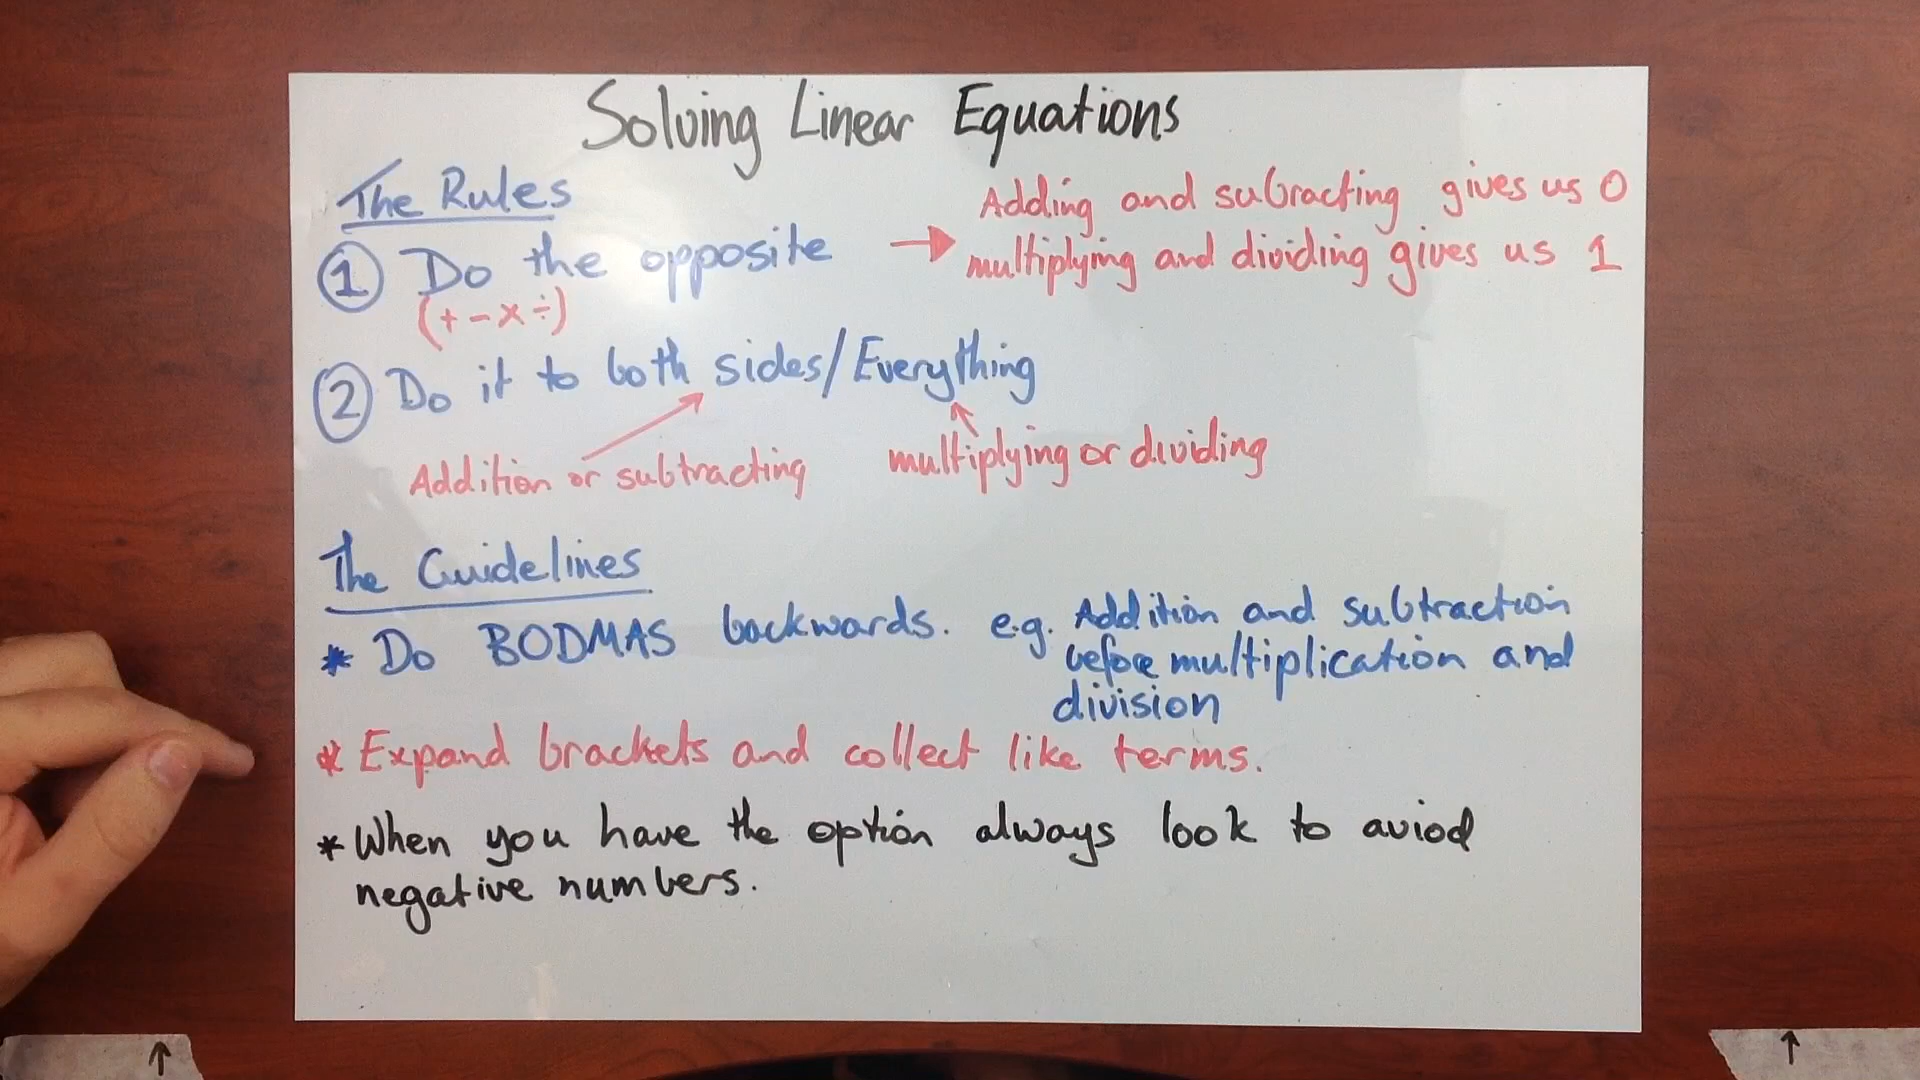 Solving Linear Equations
The Rules
① Do the opposite → Adding and subracting gives us 0
multiplying and dividing gives us 1
(+ - x ÷)
② Do it to both sides/Everything
Addition or subtracting
multiplying or dividing
The Guidelines
* Do BODMAS backwards. e.g. Addition and subtraction
before multiplication and
division
* Expand brackets and collect like terms.
* When you have the option always look to aviod
negative numbers.
↑ ↑